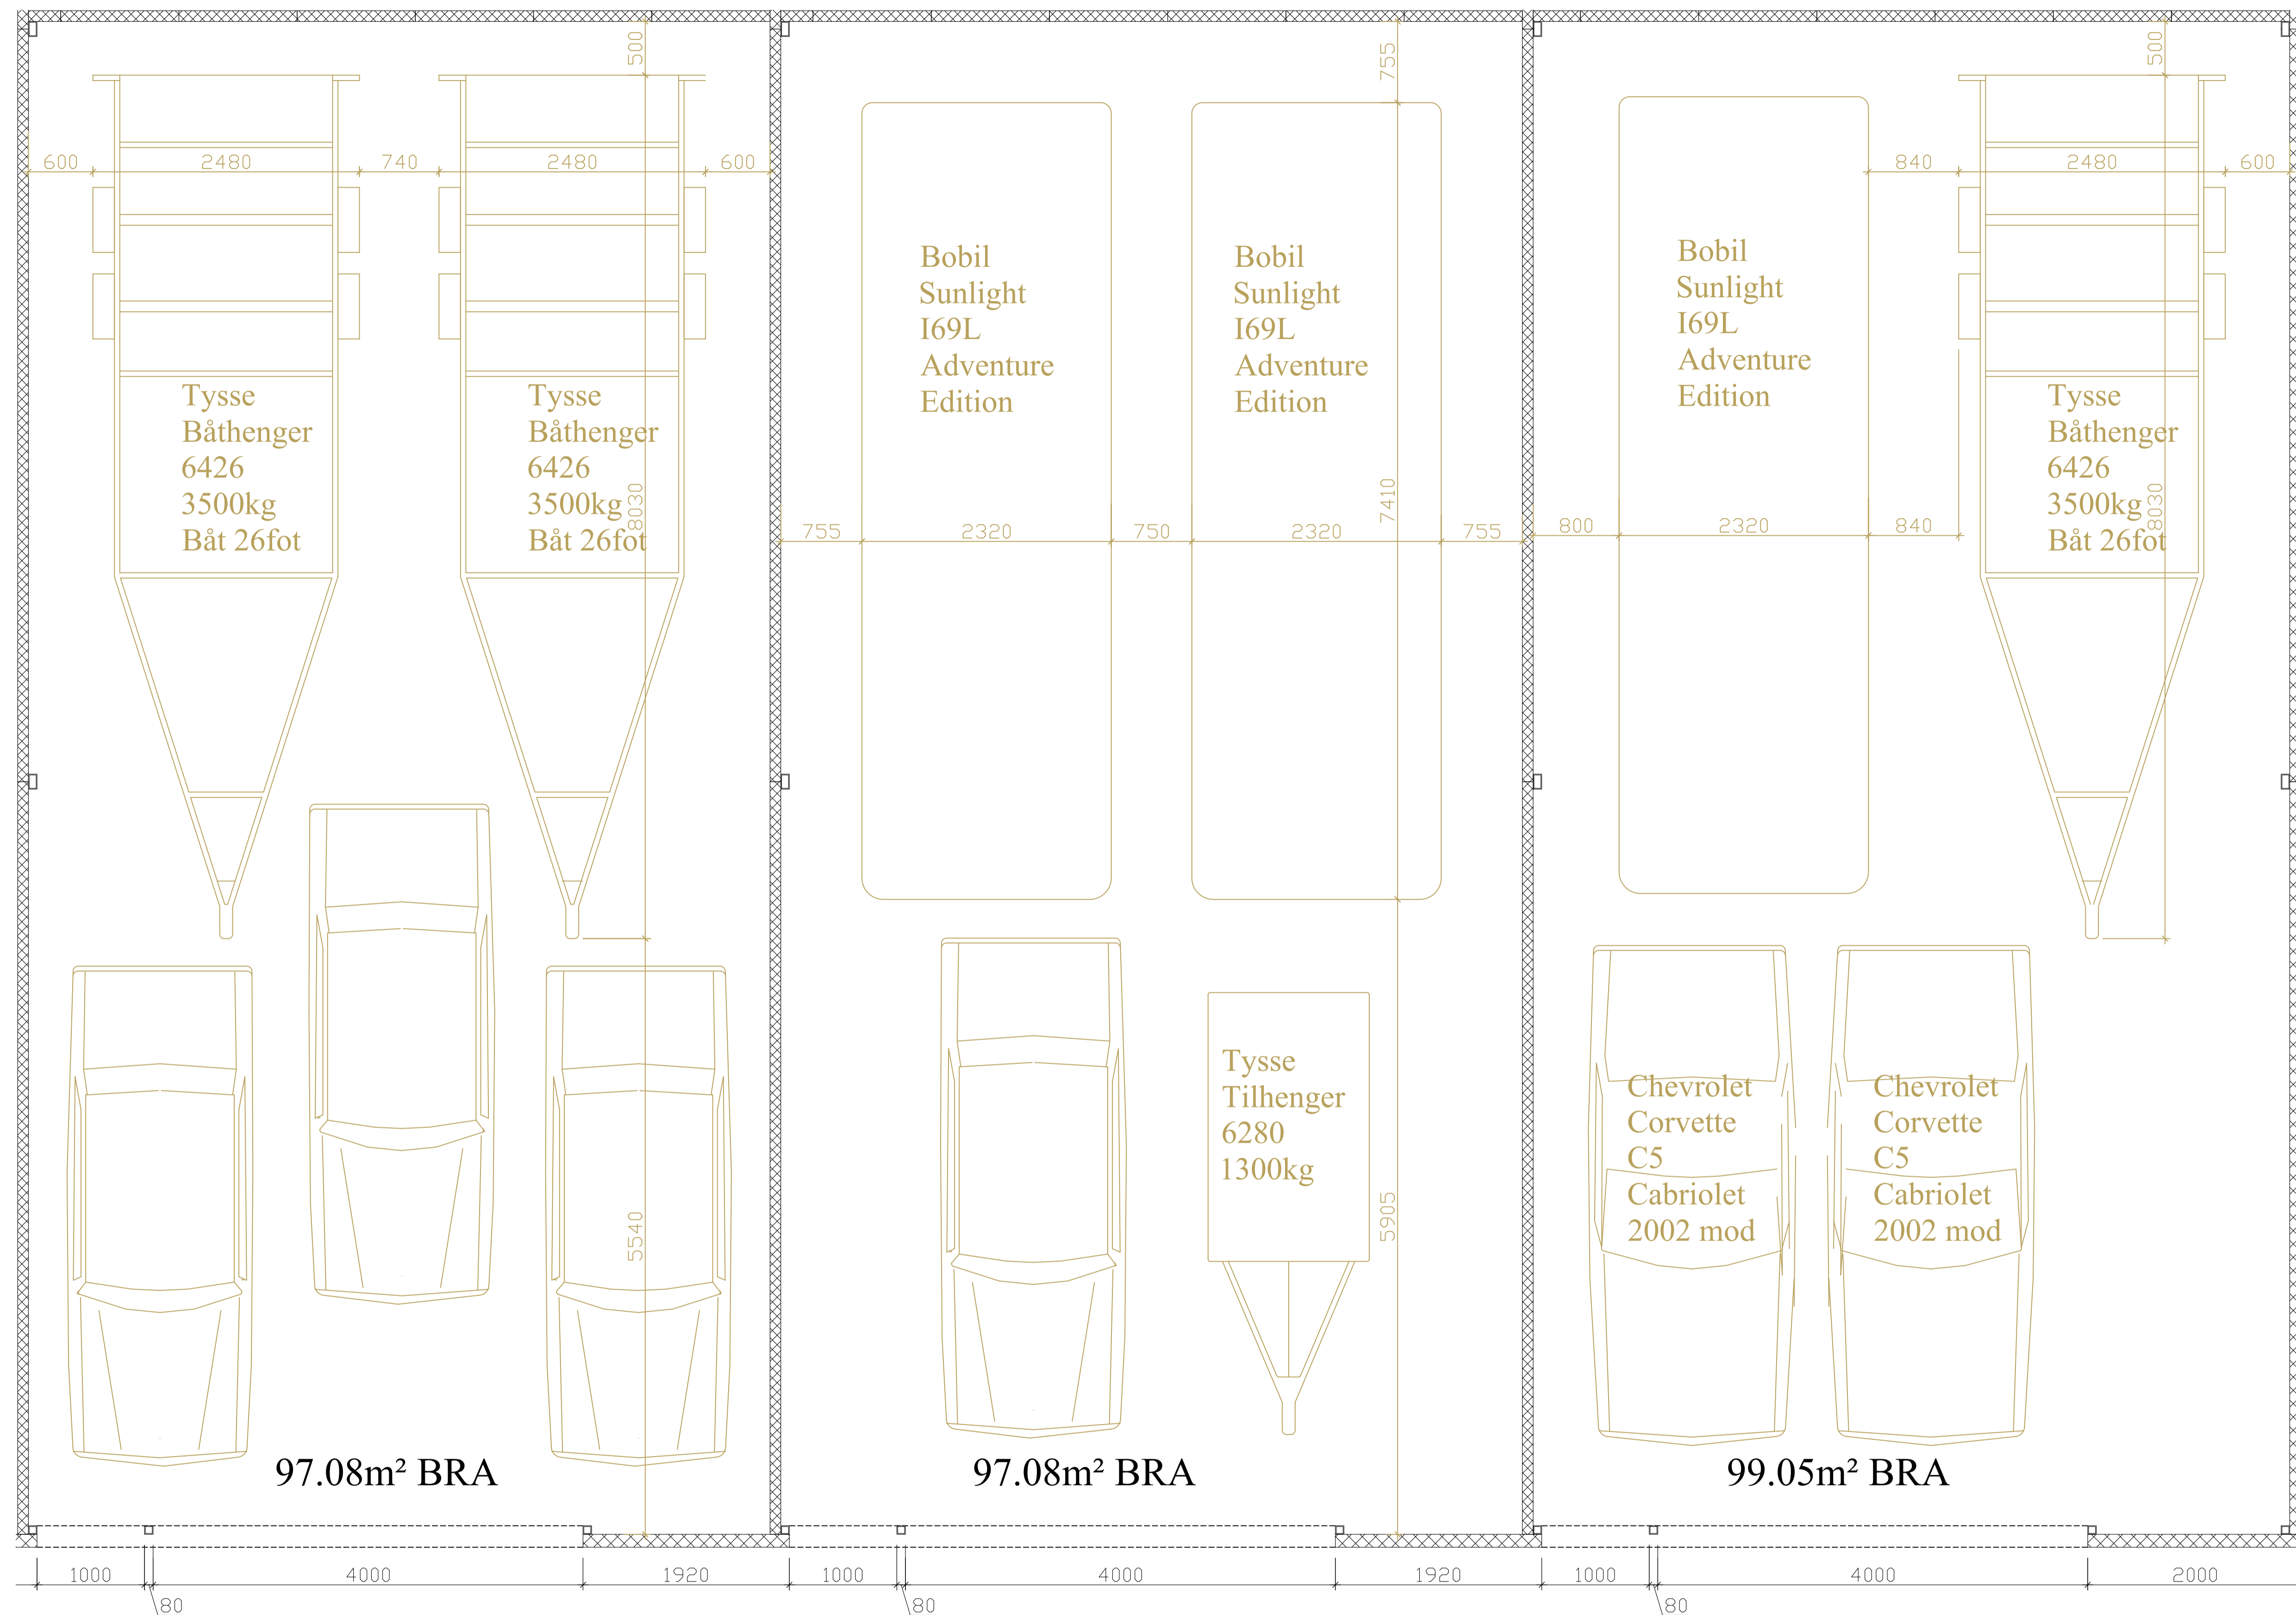 500
755
500
600
2480
740
2480
600
840
2480
600
Bobil
Sunlight
I69L
Adventure
Edition
Bobil
Sunlight
I69L
Adventure
Edition
Bobil
Sunlight
I69L
Adventure
Edition
Tysse
Båthenger
6426
3500kg
Båt 26fot
Tysse
Båthenger
6426
3500kg
Båt 26fot
8030
7410
Tysse
Båthenger
6426
3500kg
Båt 26fot
8030
755
2320
750
2320
755
800
2320
840
Tysse
Tilhenger
6280
1300kg
Chevrolet
Corvette
C5
Cabriolet
2002 mod
Chevrolet
Corvette
C5
Cabriolet
2002 mod
5540
5905
97.08m² BRA
97.08m² BRA
99.05m² BRA
1000
4000
1920
1000
4000
1920
1000
4000
2000
80
80
80